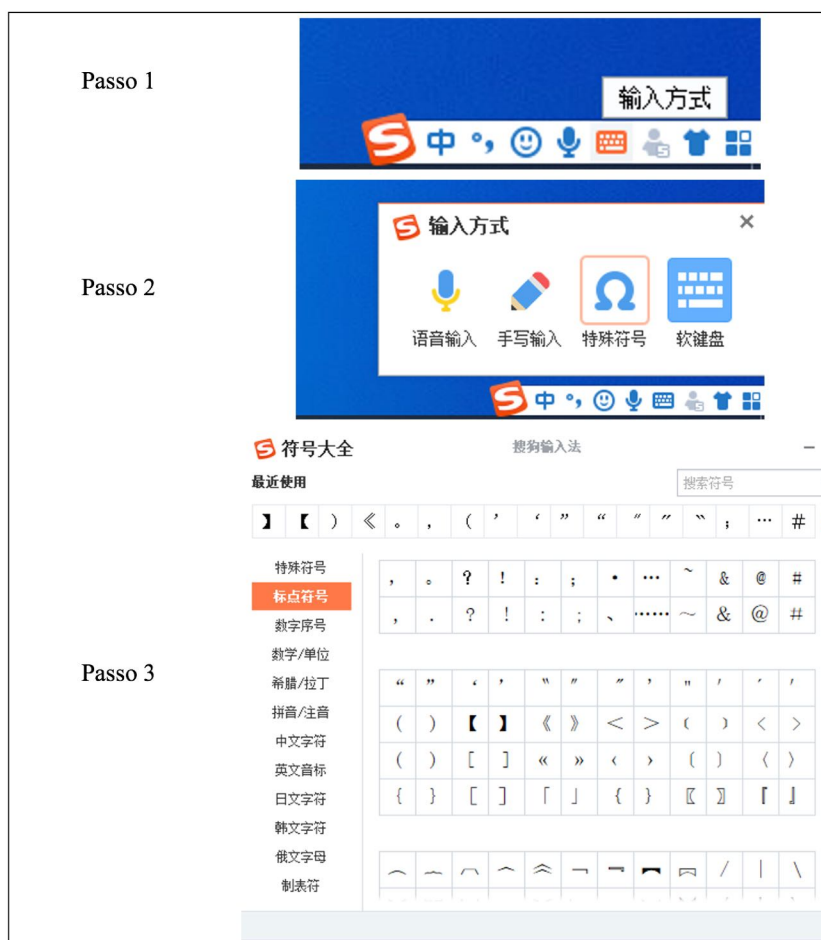 Passo 1
输入方式
中 °,
Passo 2
输入方式
语音输入 手写输入 特殊符号 软键盘
中 °,
符号大全 搜狗输入法
最近使用 搜索符号
】 【 ) 《 。 , ( ’ ‘ ” “ 〃 ″ 〝 ; … #
Passo 3
特殊符号
标点符号
数字序号
数学/单位
希腊/拉丁
拼音/注音
中文字符
英文音标
日文字符
韩文字符
俄文字母
制表符
, 。 ? ! : ; · … ~ & @ #
, . ? ! : ; 、 …… ~ & @ #
“ ” ‘ ’ 〝 〞 " ′
( ) 【 】 《 》 < > ﹝ ﹞ < >
( ) [ ] « » ‹ › 〔 〕 〈 〉
{ } [ ] 「 」 { } 〖 〗 『 』
︵ ︷ ︿ ︽ ﹁ ﹃ ︻ / | \